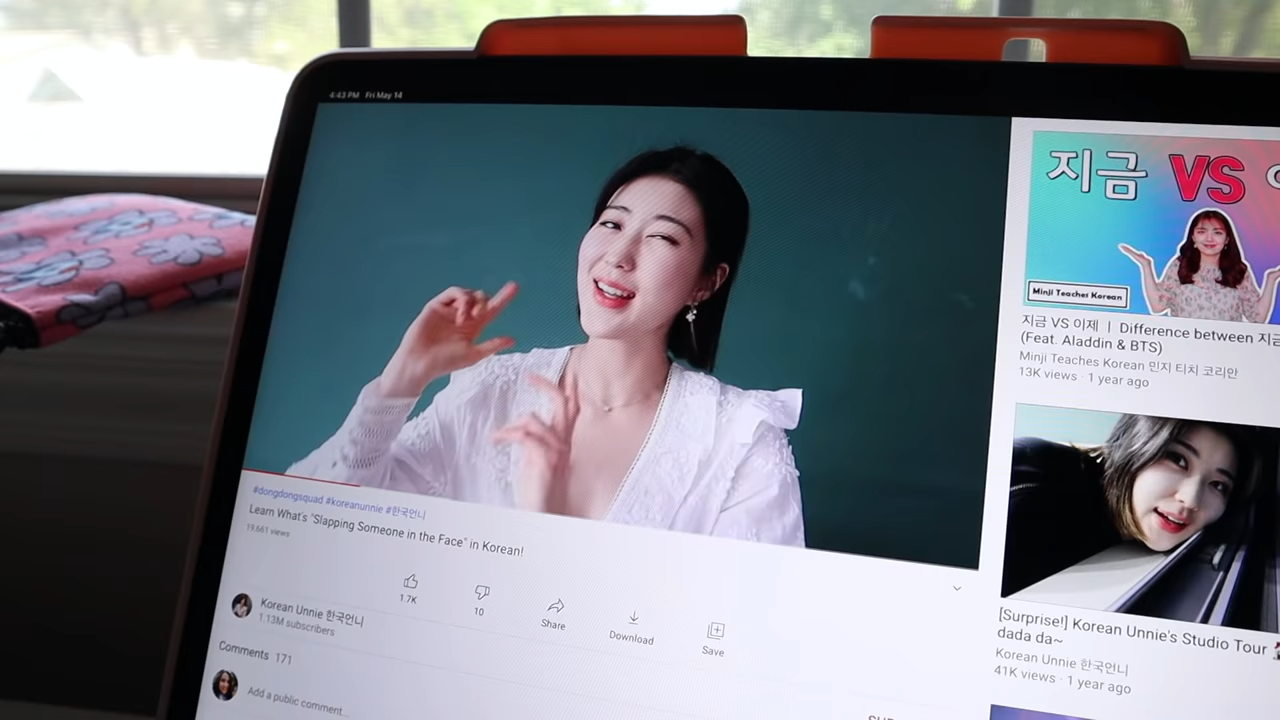 4:43 PM Fri May 14
#dongdongsquad #koreanunnie #한국언니
Learn What's "Slapping Someone in the Face" in Korean!
19,661 views
1.7K
10
Share
Download
Save
Korean Unnie 한국언니
1.13M subscribers
Comments 171
Add a public comment...
지금 VS
Minji Teaches Korean
지금 VS 이제 | Difference between 지금
(Feat. Aladdin & BTS)
Minji Teaches Korean 민지 티치 코리안
13K views · 1 year ago
[Surprise!] Korean Unnie's Studio Tour
dada da~
Korean Unnie 한국언니
41K views · 1 year ago